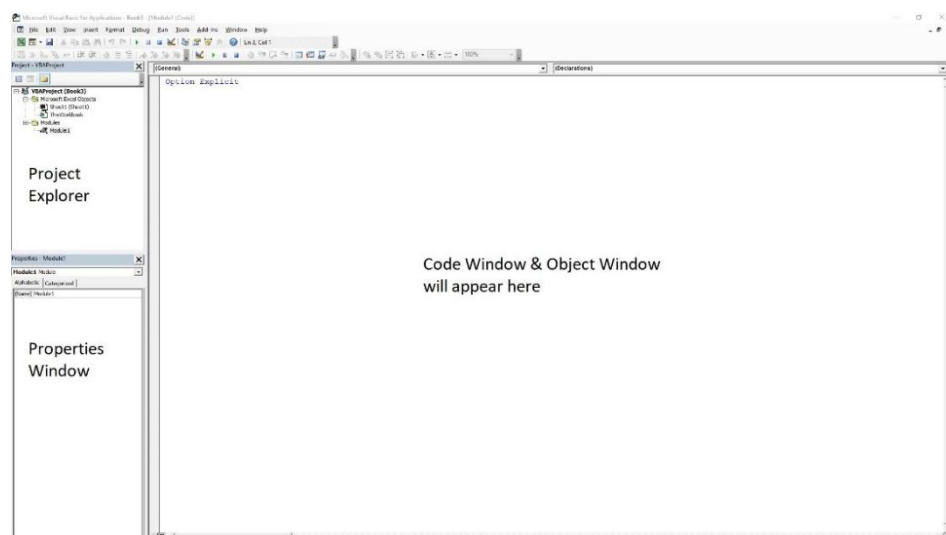 Microsoft Visual Basic for Applications - Book3 - [Module1 (Code)]
File Edit View Insert Format Debug Run Tools Add-Ins Window Help
Ln 2, Col 1
100%
Project - VBAProject
(General)
(Declarations)
Option Explicit
VBAProject (Book3)
Microsoft Excel Objects
Sheet1 (Sheet1)
ThisWorkbook
Modules
Module1
Project
Explorer
Code Window & Object Window
will appear here
Properties - Module1
Module1 Module
Alphabetic Categorized
(Name) Module1
Properties
Window